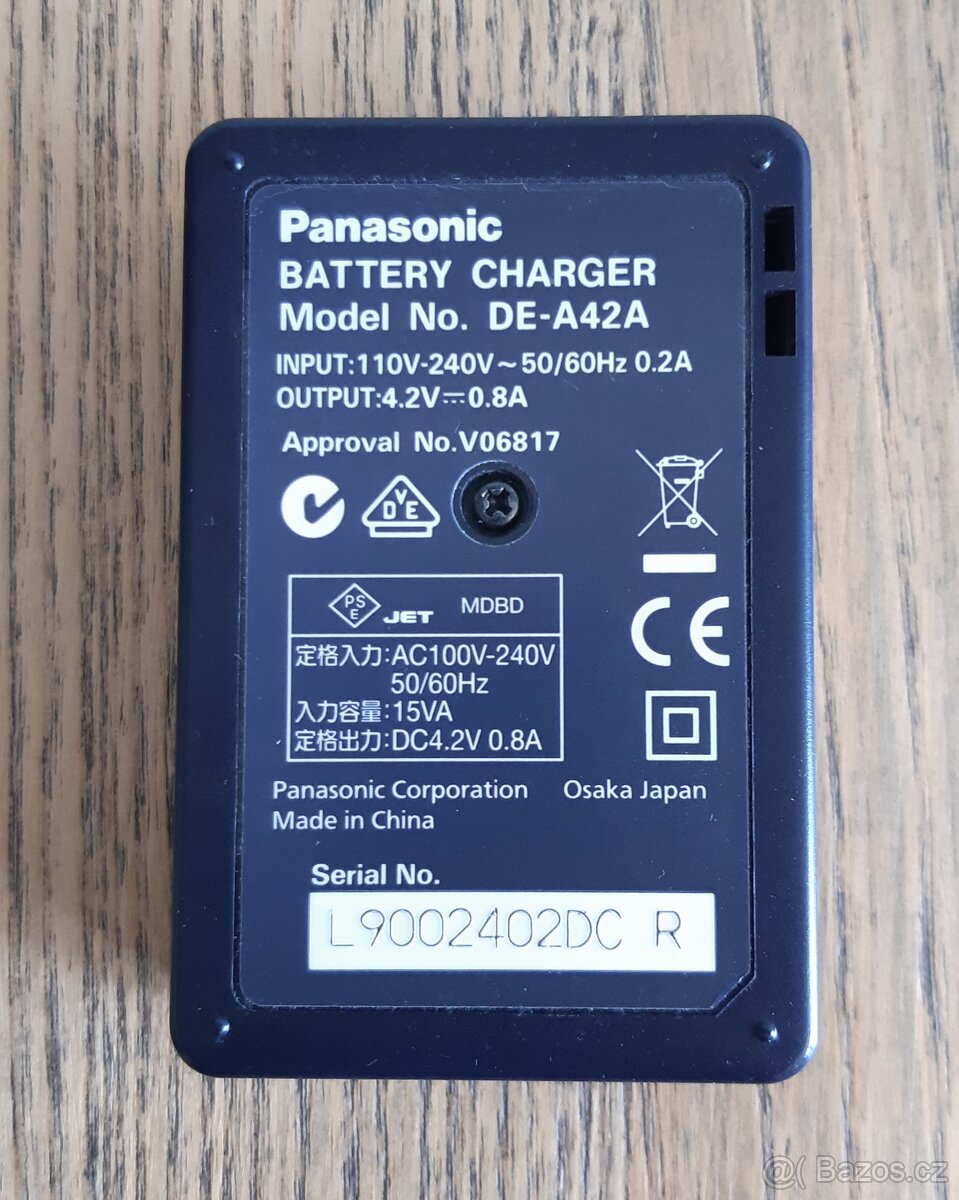 Panasonic
BATTERY CHARGER
Model No. DE-A42A
INPUT:110V-240V~50/60Hz 0.2A
OUTPUT:4.2V⎓0.8A
Approval No.V06817
VDE
PSE JET MDBD
定格入力:AC100V-240V
50/60Hz
入力容量:15VA
定格出力:DC4.2V 0.8A
CE
Panasonic Corporation Osaka Japan
Made in China
Serial No.
L9002402DC R
@( Bazos.cz